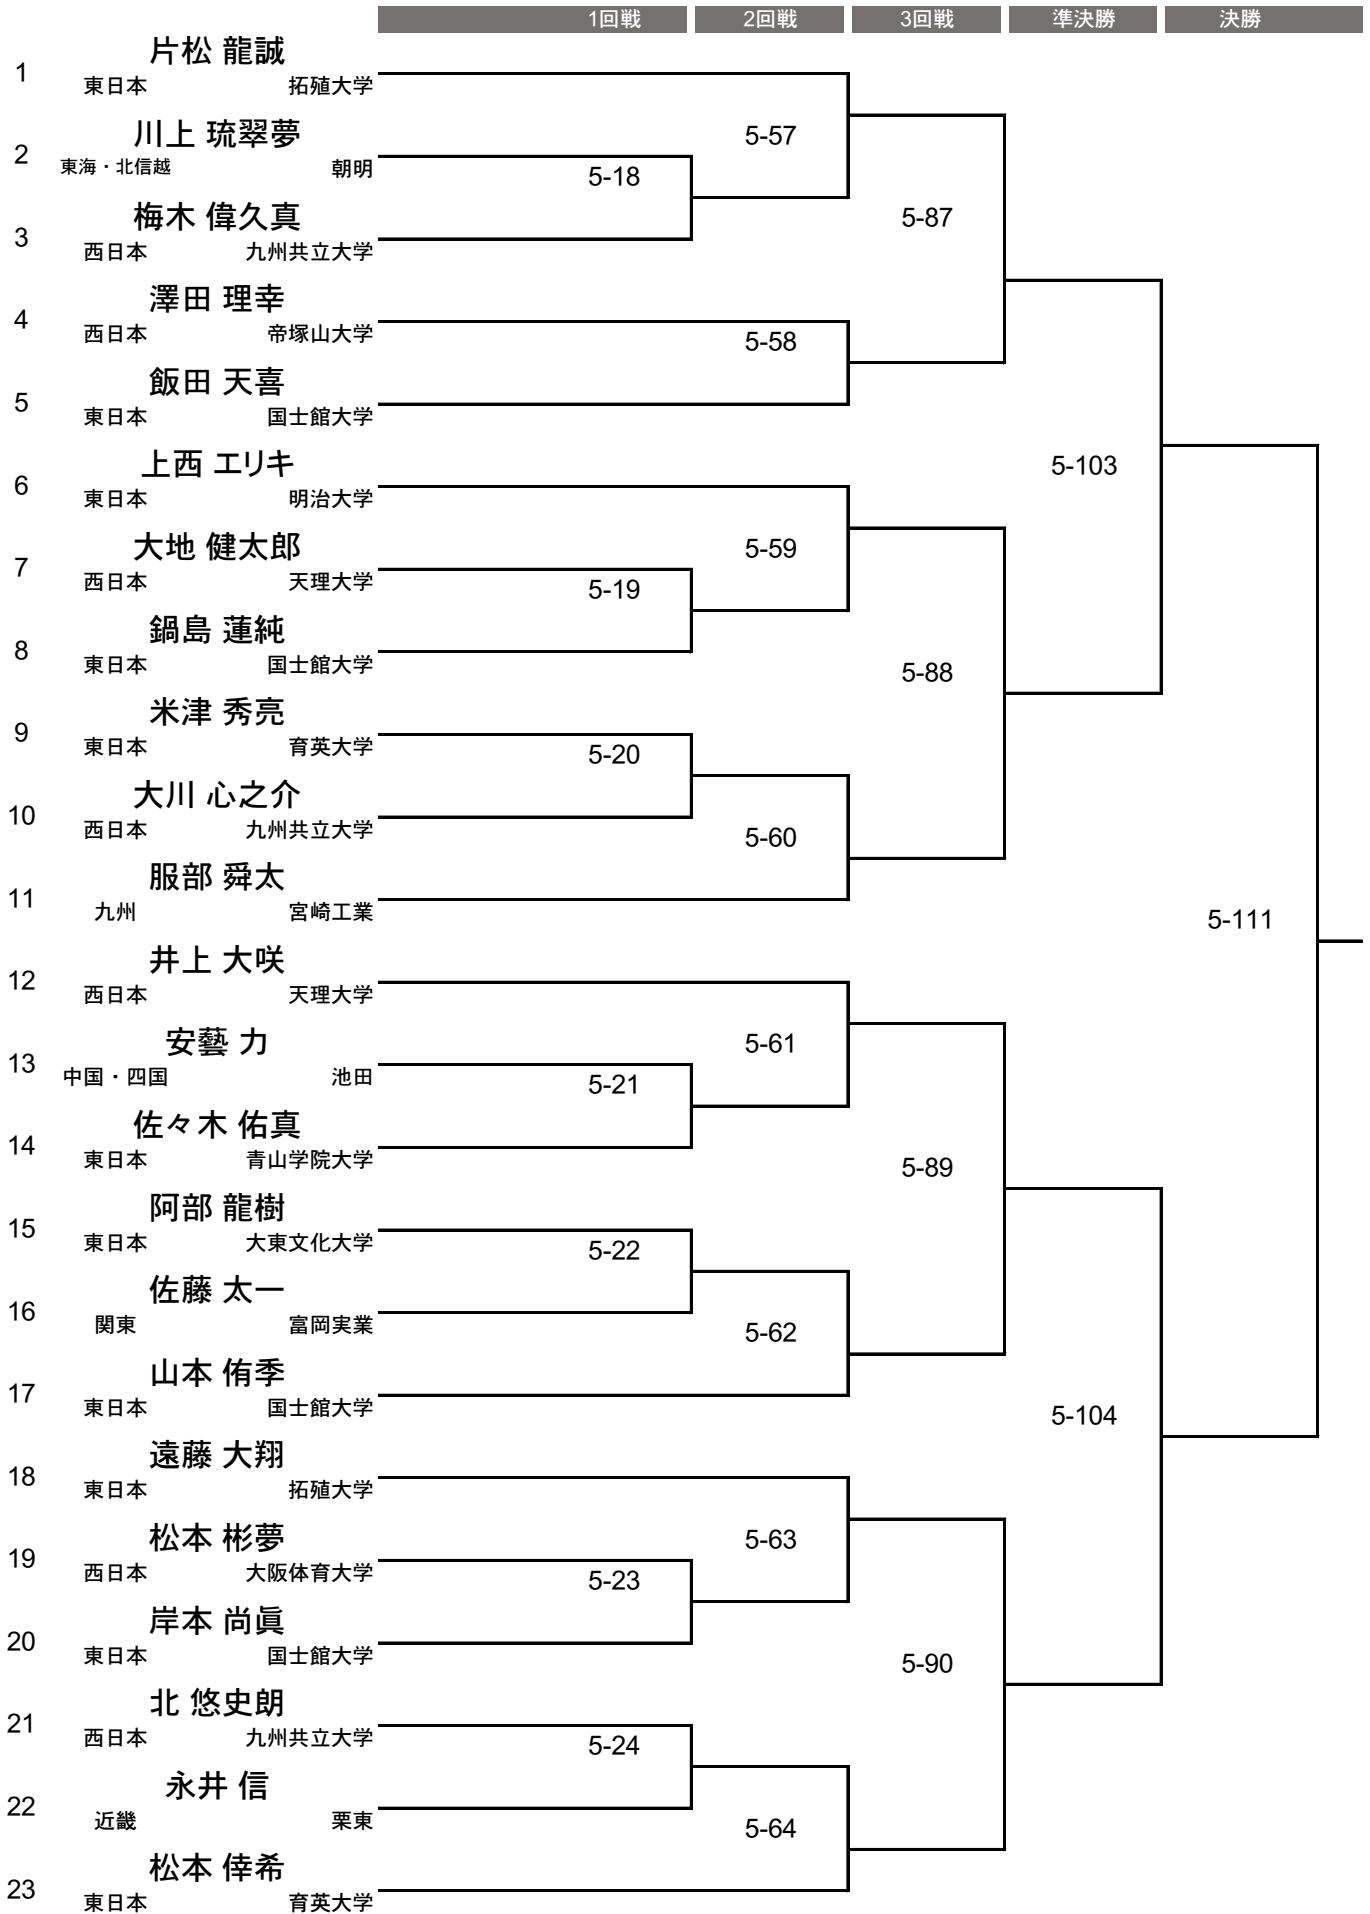 1回戦 2回戦 3回戦 準決勝 決勝
片松 龍誠
1
東日本 拓殖大学
川上 琉翠夢
5-57
2
東海・北信越 朝明
5-18
梅木 偉久真
5-87
3
西日本 九州共立大学
澤田 理幸
4
西日本 帝塚山大学
5-58
飯田 天喜
5
東日本 国士館大学
上西 エリキ
5-103
6
東日本 明治大学
大地 健太郎
5-59
7
西日本 天理大学
5-19
鍋島 蓮純
8
東日本 国士館大学
5-88
米津 秀亮
9
東日本 育英大学
5-20
大川 心之介
10
西日本 九州共立大学
5-60
服部 舜太
11
九州 宮崎工業
5-111
井上 大咲
12
西日本 天理大学
安藝 力
5-61
13
中国・四国 池田
5-21
佐々木 佑真
14
東日本 青山学院大学
5-89
阿部 龍樹
15
東日本 大東文化大学
5-22
佐藤 太一
16
関東 富岡実業
5-62
山本 侑季
17
東日本 国士館大学
5-104
遠藤 大翔
18
東日本 拓殖大学
松本 彬夢
5-63
19
西日本 大阪体育大学
5-23
岸本 尚眞
20
東日本 国士館大学
5-90
北 悠史朗
21
西日本 九州共立大学
5-24
永井 信
22
近畿 栗東
5-64
松本 倖希
23
東日本 育英大学